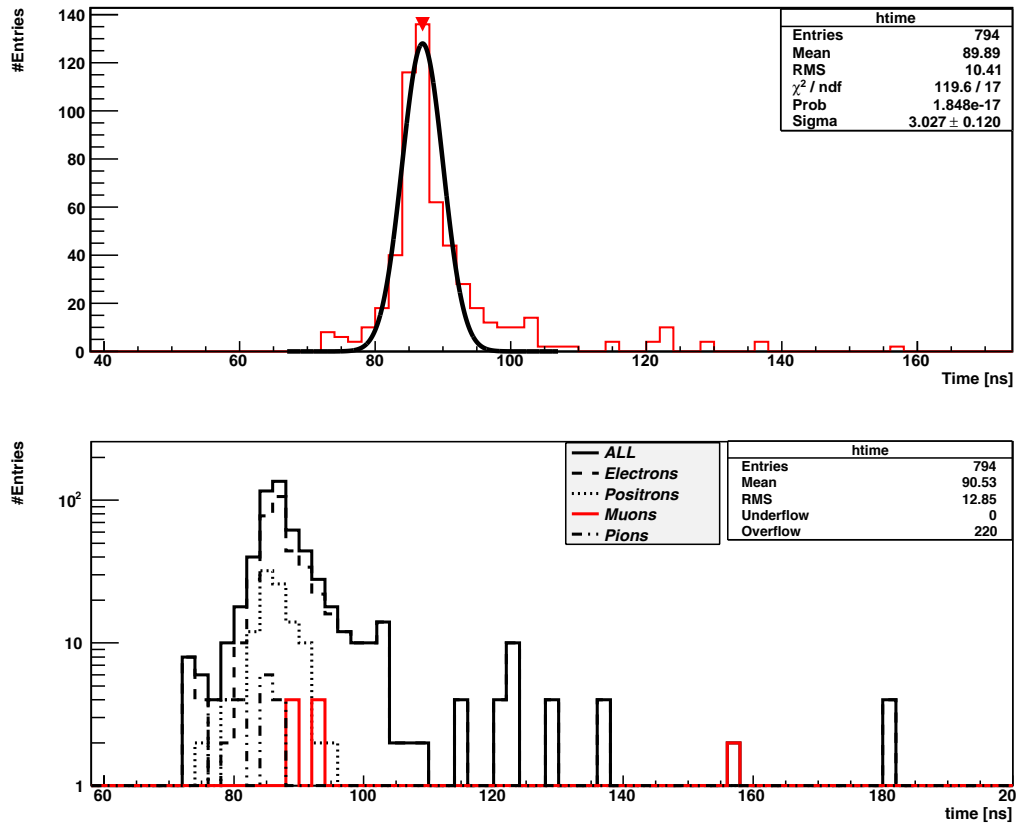 #Entries
140
120
100
80
60
40
20
0
htime
Entries 794
Mean 89.89
RMS 10.41
χ² / ndf 119.6 / 17
Prob 1.848e-17
Sigma 3.027 ± 0.120
40 60 80 100 120 140 160
Time [ns]
#Entries
10²
10
1
ALL
Electrons
Positrons
Muons
Pions
htime
Entries 794
Mean 90.53
RMS 12.85
Underflow 0
Overflow 220
60 80 100 120 140 160 180 20
time [ns]